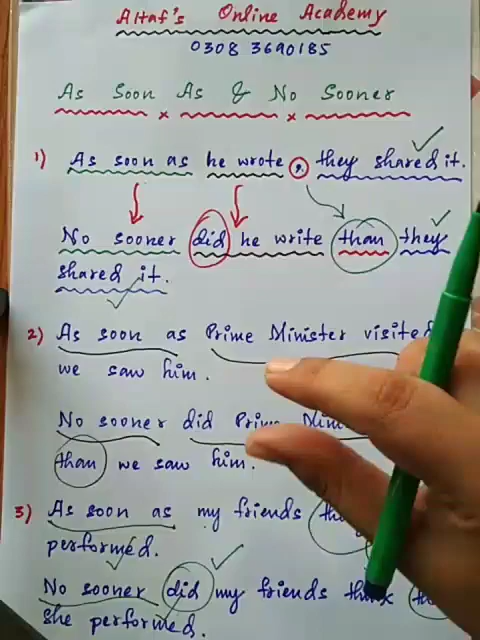 Altaf's Online Academy
0308 3690185
As Soon As & No Sooner
1) As soon as he wrote, they shared it.
No sooner did he write than they
shared it.
2) As soon as Prime Minister visited
we saw him.
No sooner did Prime
than we saw him.
3) As soon as my friends
performed.
No sooner did my friends
she performed.